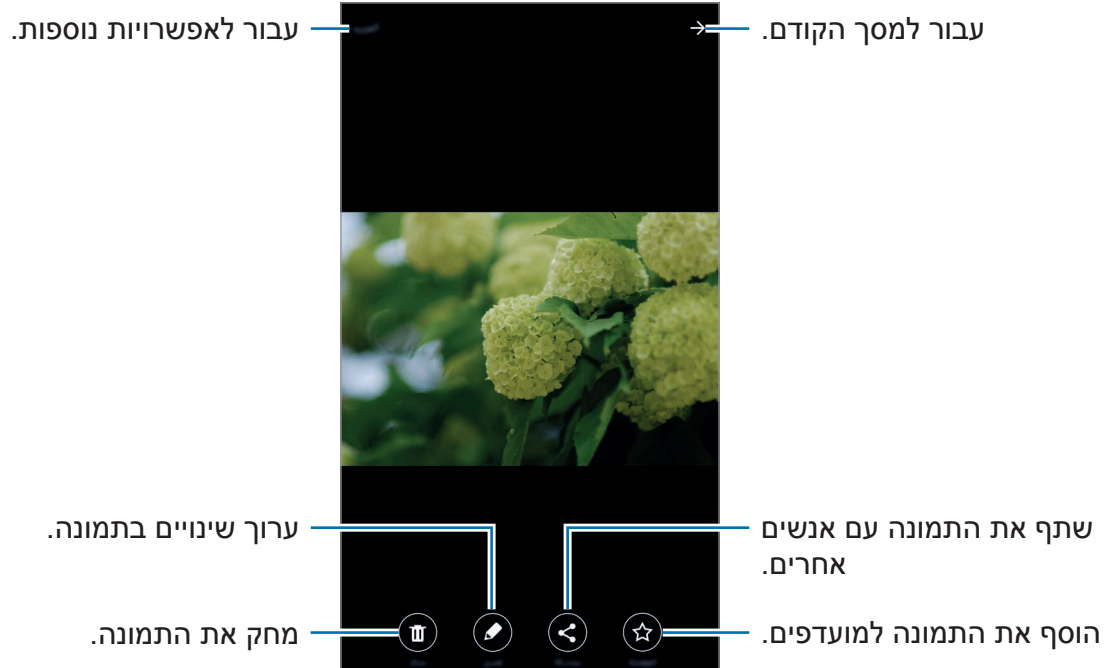 עבור למסך הקודם.
עבור לאפשרויות נוספות.
שתף את התמונה עם אנשים
אחרים.
ערוך שינויים בתמונה.
הוסף את התמונה למועדפים.
מחק את התמונה.